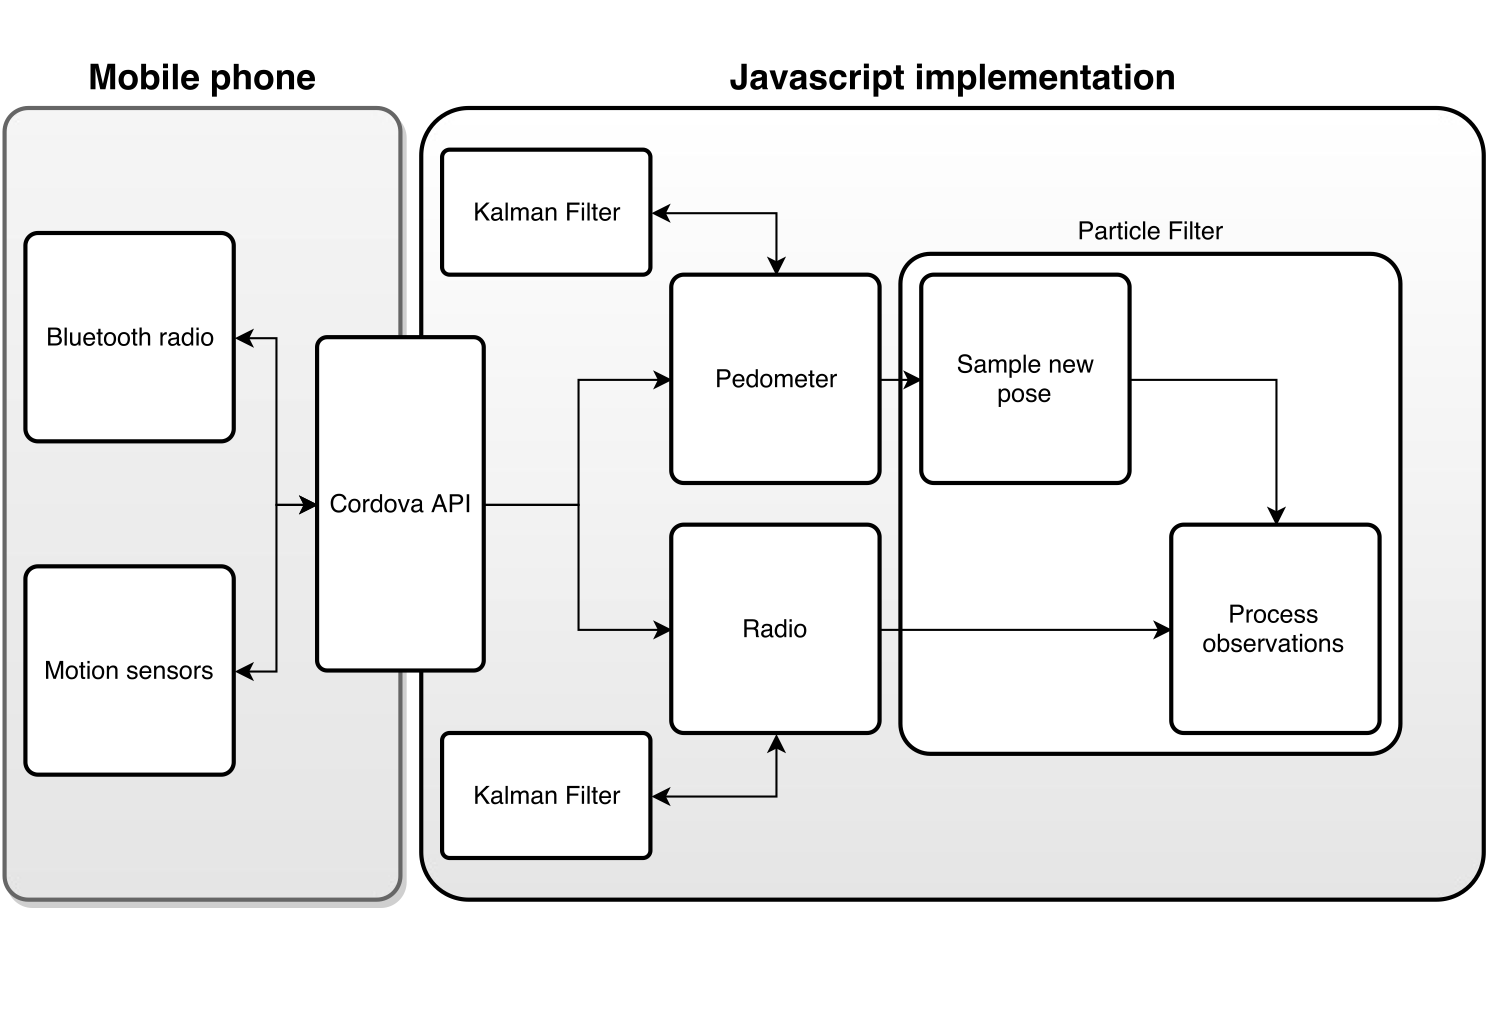 Mobile phone
Javascript implementation
Kalman Filter
Particle Filter
Bluetooth radio
Pedometer
Sample new
pose
Cordova API
Motion sensors
Radio
Process
observations
Kalman Filter